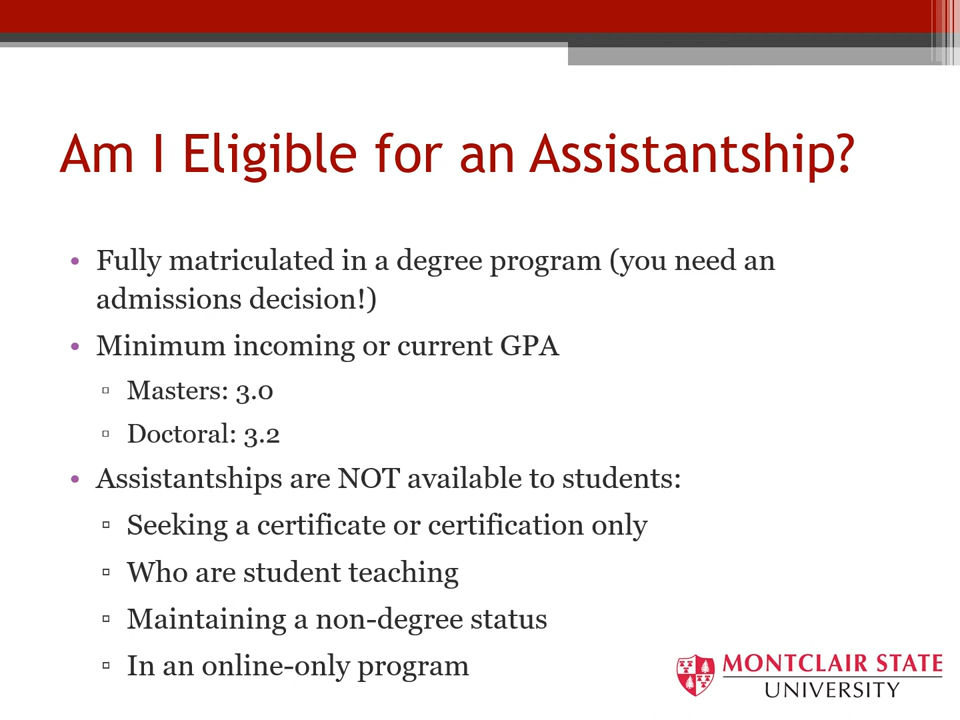 Am I Eligible for an Assistantship?
• Fully matriculated in a degree program (you need an
admissions decision!)
• Minimum incoming or current GPA
▫ Masters: 3.0
▫ Doctoral: 3.2
• Assistantships are NOT available to students:
▫ Seeking a certificate or certification only
▫ Who are student teaching
▫ Maintaining a non-degree status
▫ In an online-only program
MONTCLAIR STATE
UNIVERSITY